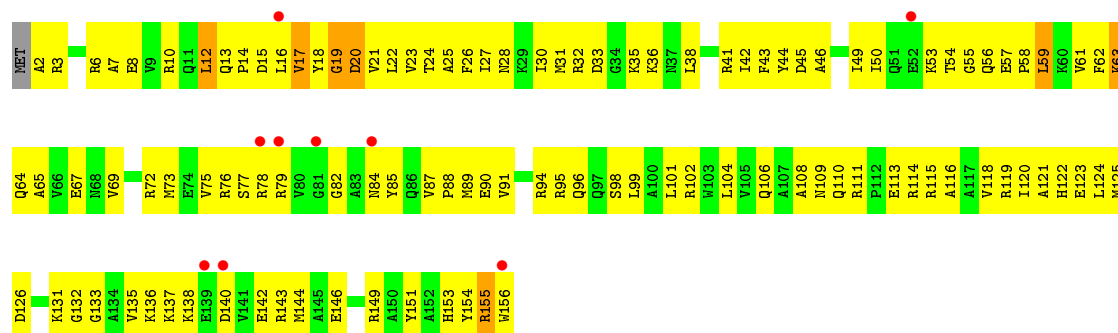 MET A2 R3 R6 A7 E8 V9 R10 Q11 L12 Q13 P14 D15 L16 V17 Y18 G19 D20 V21 L22 V23 T24 A25 F26 I27 N28 K29 I30 M31 R32 D33 G34 K35 K36 N37 L38 R41 I42 F43 Y44 D45 A46 I49 I50 Q51 E52 K53 T54 G55 Q56 E57 P58 L59 K60 V61 F62 K63
Q64 A65 V66 E67 N68 V69 R72 M73 E74 V75 R76 S77 R78 R79 V80 G81 G82 A83 N84 Y85 Q86 V87 P88 M89 E90 V91 R94 R95 Q96 Q97 S98 L99 A100 L101 R102 W103 L104 V105 Q106 A107 A108 N109 Q110 R111 P112 E113 R114 R115 A116 A117 V118 R119 I120 A121 H122 E123 L124 M125
D126 K131 G132 G133 A134 V135 K136 K137 K138 E139 D140 V141 E142 R143 M144 A145 E146 R149 A150 Y151 A152 H153 Y154 R155 W156